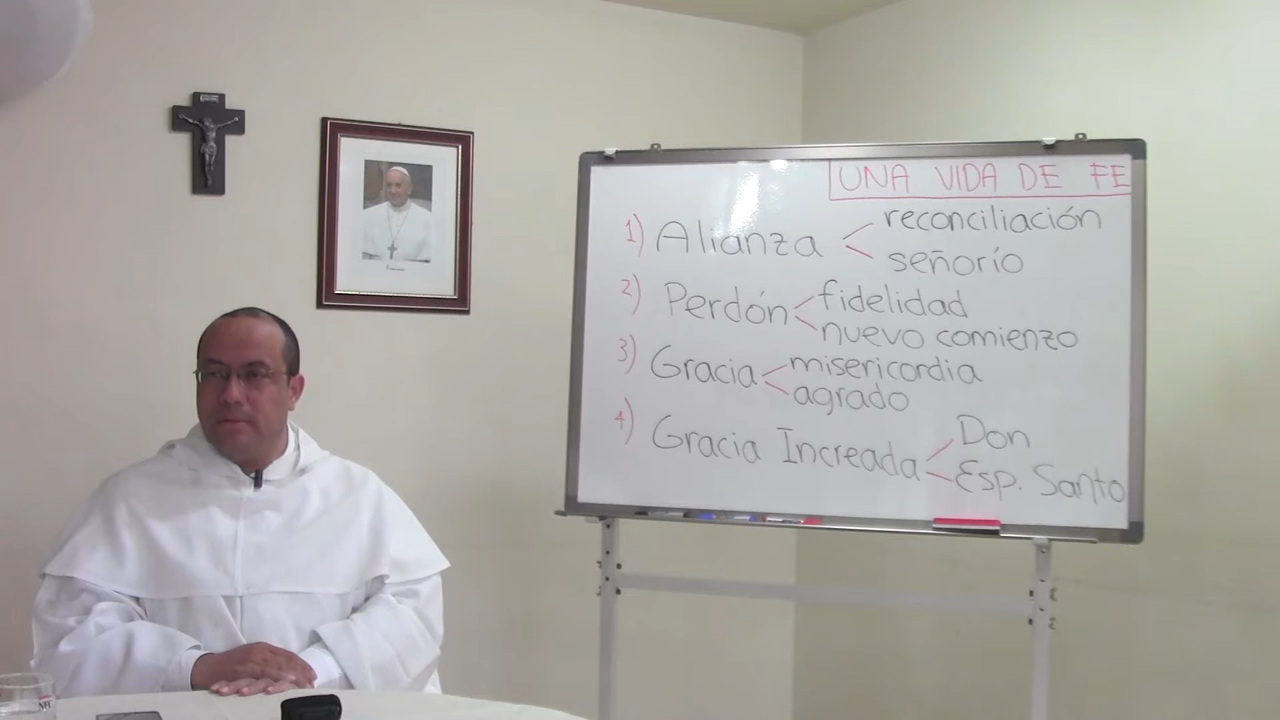 UNA VIDA DE FE
1) Alianza < reconciliación
señorío
2) Perdón < fidelidad
nuevo comienzo
3) Gracia < misericordia
agrado
4) Gracia Increada < Don
Esp. Santo